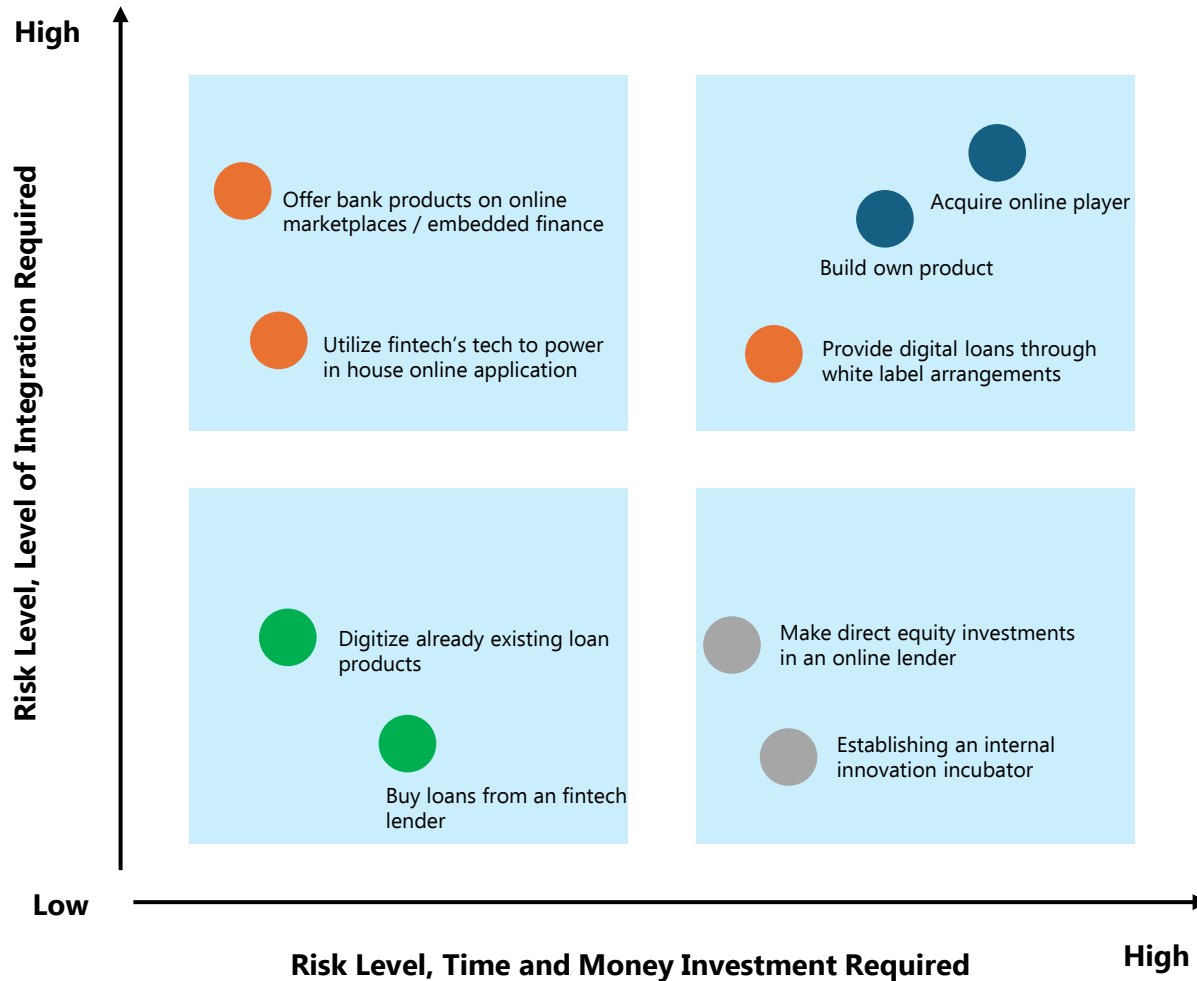 High
Risk Level, Level of Integration Required
Offer bank products on online
marketplaces / embedded finance
Acquire online player
Build own product
Utilize fintech’s tech to power
in house online application
Provide digital loans through
white label arrangements
Digitize already existing loan
products
Make direct equity investments
in an online lender
Buy loans from an fintech
lender
Establishing an internal
innovation incubator
Low
Risk Level, Time and Money Investment Required
High